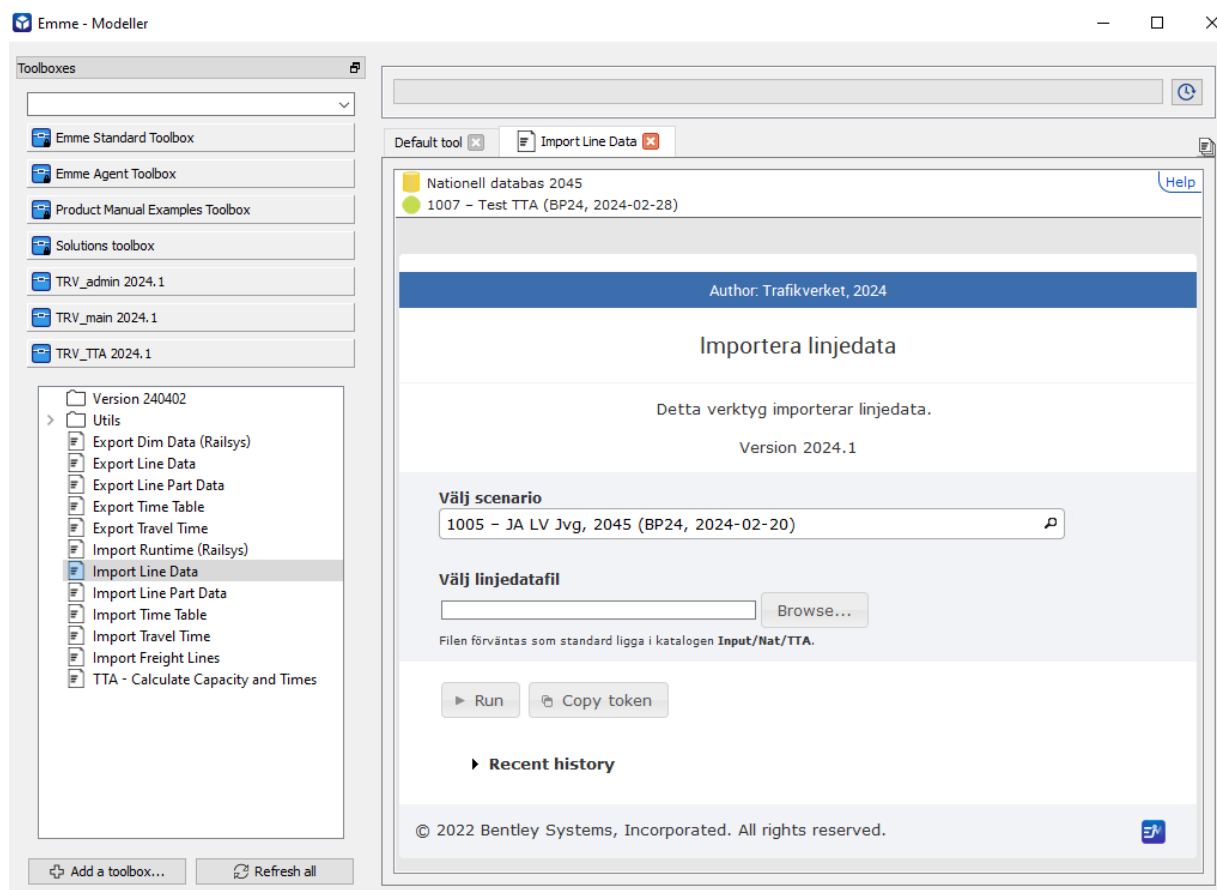 Emme - Modeller
Toolboxes
Emme Standard Toolbox
Emme Agent Toolbox
Product Manual Examples Toolbox
Solutions toolbox
TRV_admin 2024.1
TRV_main 2024.1
TRV_TTA 2024.1
Version 240402
Utils
Export Dim Data (Railsys)
Export Line Data
Export Line Part Data
Export Time Table
Export Travel Time
Import Runtime (Railsys)
Import Line Data
Import Line Part Data
Import Time Table
Import Travel Time
Import Freight Lines
TTA - Calculate Capacity and Times
Add a toolbox...
Refresh all
Default tool
Import Line Data
Nationell databas 2045
Help
1007 – Test TTA (BP24, 2024-02-28)
Author: Trafikverket, 2024
Importera linjedata
Detta verktyg importerar linjedata.
Version 2024.1
Välj scenario
1005 – JA LV Jvg, 2045 (BP24, 2024-02-20)
Välj linjedatafil
Browse...
Filen förväntas som standard ligga i katalogen Input/Nat/TTA.
Run
Copy token
Recent history
© 2022 Bentley Systems, Incorporated. All rights reserved.